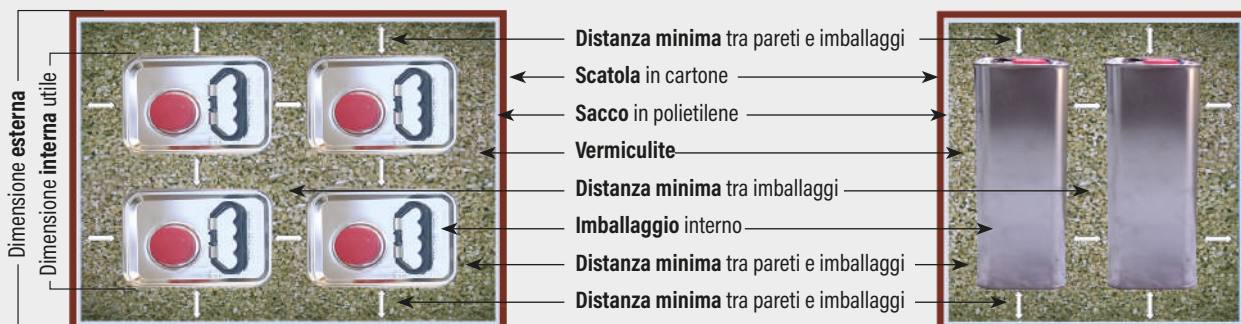 Dimensione esterna
Dimensione interna utile
Distanza minima tra pareti e imballaggi
Scatola in cartone
Sacco in polietilene
Vermiculite
Distanza minima tra imballaggi
Imballaggio interno
Distanza minima tra pareti e imballaggi
Distanza minima tra pareti e imballaggi